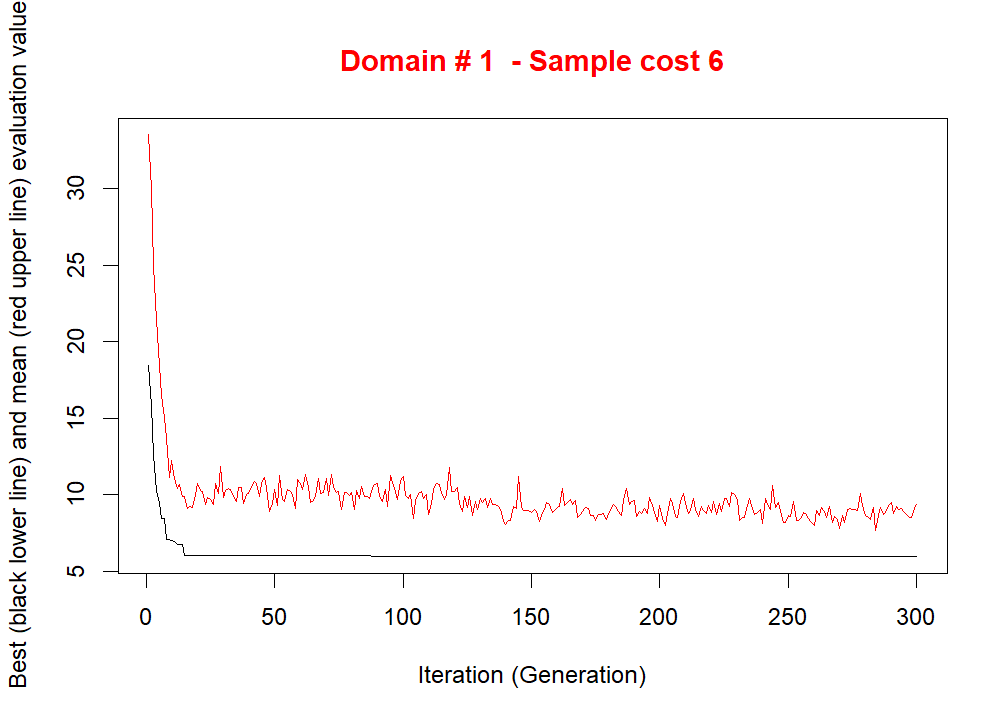 Domain # 1  - Sample cost 6
Best (black lower line) and mean (red upper line) evaluation value
30
25
20
15
10
5
0 50 100 150 200 250 300
Iteration (Generation)